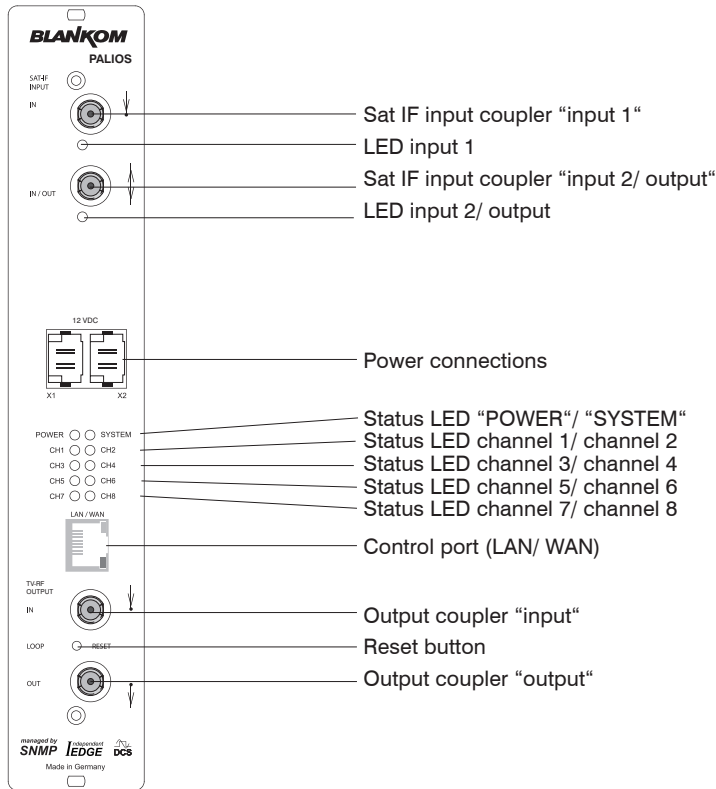 BLANKOM
PALIOS
SAT-IF
INPUT
IN
Sat IF input coupler “input 1“
LED input 1
Sat IF input coupler “input 2/ output“
IN / OUT
LED input 2/ output
12 VDC
Power connections
X1 X2
Status LED “POWER“/ “SYSTEM“
POWER SYSTEM
Status LED channel 1/ channel 2
CH1 CH2
Status LED channel 3/ channel 4
CH3 CH4
Status LED channel 5/ channel 6
CH5 CH6
Status LED channel 7/ channel 8
CH7 CH8
LAN / WAN
Control port (LAN/ WAN)
TV-RF
OUTPUT
IN
Output coupler “input“
LOOP RESET
Reset button
OUT
Output coupler “output“
managed by
SNMP
Independent
EDGE
DCS
Made in Germany